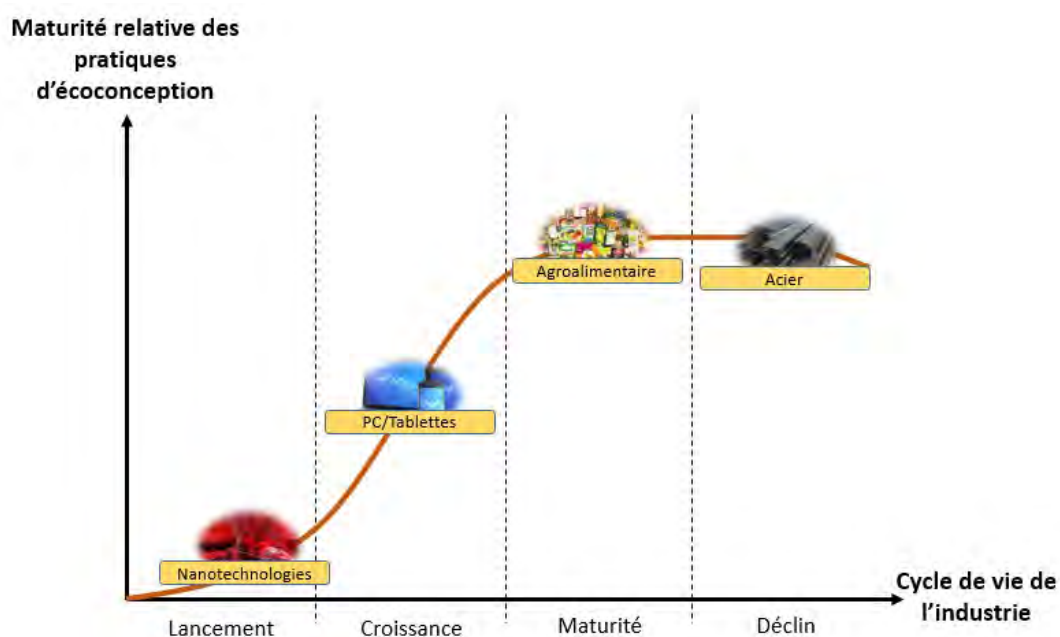 Maturité relative des
pratiques
d'écoconception
Agroalimentaire
Acier
PC/Tablettes
Nanotechnologies
Cycle de vie de
l'industrie
Lancement
Croissance
Maturité
Déclin